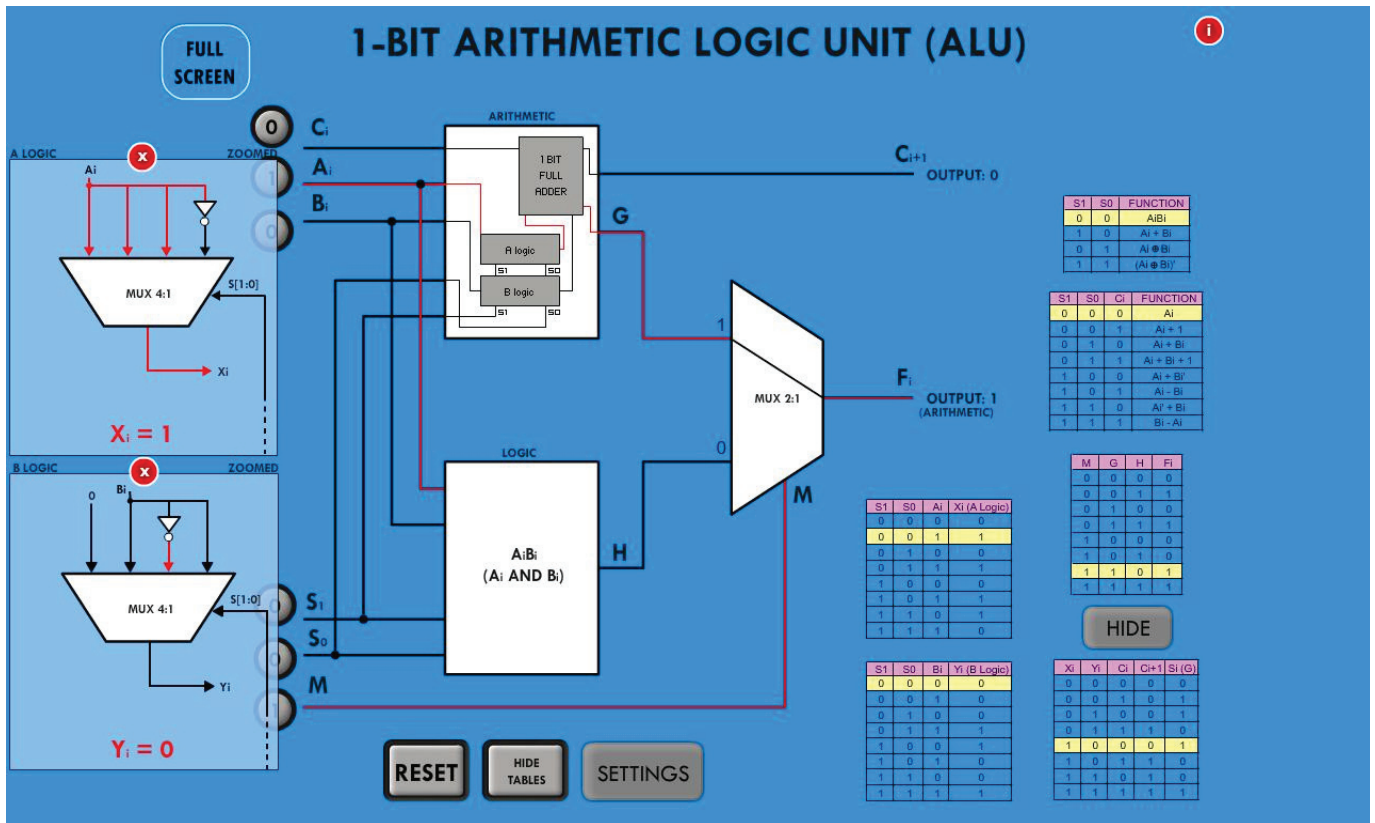 FULL
SCREEN
1-BIT ARITHMETIC LOGIC UNIT (ALU)
i
A LOGIC
X
ZOOMED
Ai
MUX 4:1
S[1:0]
Xi
Xi = 1
B LOGIC
X
ZOOMED
0
Bi
MUX 4:1
S[1:0]
Yi
Yi = 0
0
Ci
1
Ai
0
Bi
0
S1
0
S0
1
M
ARITHMETIC
1 BIT
FULL
ADDER
A logic
S1 S0
B logic
S1 S0
G
LOGIC
AiBi
(Ai AND Bi)
H
1
MUX 2:1
0
M
Ci+1
OUTPUT: 0
Fi
OUTPUT: 1
(ARITHMETIC)
S1 S0 FUNCTION
0 0 AiBi
1 0 Ai + Bi
0 1 Ai ⊕ Bi
1 1 (Ai ⊕ Bi)'
S1 S0 Ci FUNCTION
0 0 0 Ai
0 0 1 Ai + 1
0 1 0 Ai + Bi
0 1 1 Ai + Bi + 1
1 0 0 Ai + Bi'
1 0 1 Ai - Bi
1 1 0 Ai' + Bi
1 1 1 Bi - Ai
M G H Fi
0 0 0 0
0 0 1 1
0 1 0 0
0 1 1 1
1 0 0 0
1 0 1 0
1 1 0 1
1 1 1 1
HIDE
S1 S0 Ai Xi (A Logic)
0 0 0 0
0 0 1 1
0 1 0 0
0 1 1 1
1 0 0 0
1 0 1 1
1 1 0 1
1 1 1 0
S1 S0 Bi Yi (B Logic)
0 0 0 0
0 0 1 0
0 1 0 0
0 1 1 1
1 0 0 1
1 0 1 0
1 1 0 0
1 1 1 1
Xi Yi Ci Ci+1 Si (G)
0 0 0 0 0
0 0 1 0 1
0 1 0 0 1
0 1 1 1 0
1 0 0 0 1
1 0 1 1 0
1 1 0 1 0
1 1 1 1 1
RESET
HIDE
TABLES
SETTINGS